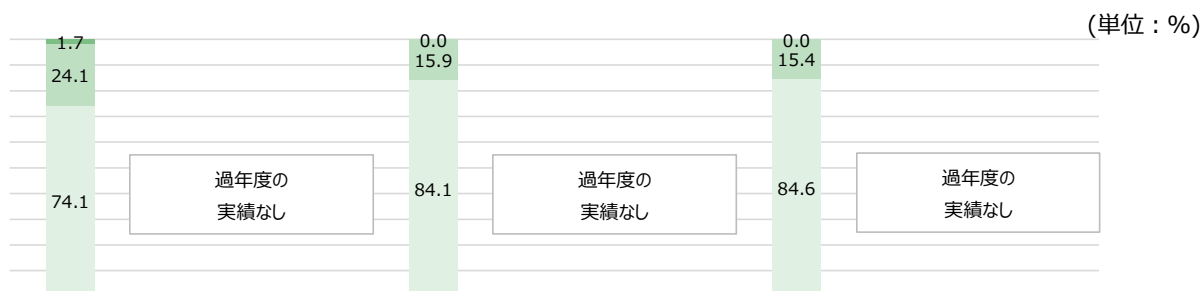 (単位：%)
1.7
0.0
0.0
24.1
15.9
15.4
74.1
過年度の
実績なし
84.1
過年度の
実績なし
84.6
過年度の
実績なし